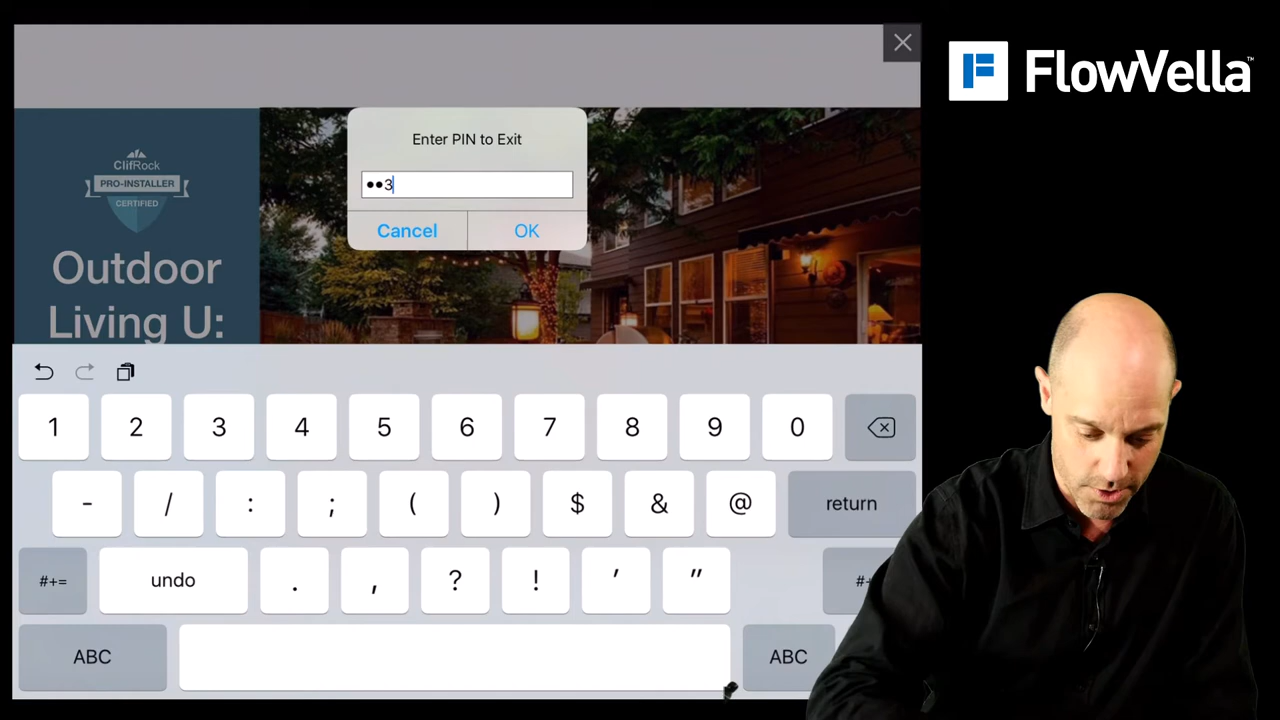 FlowVella™
Enter PIN to Exit
••3
Cancel
OK
ClifRock
PRO-INSTALLER
CERTIFIED
Outdoor
Living U:
1 2 3 4 5 6 7 8 9 0
- / : ; ( ) $ & @ return
#+= undo . , ? ! ’ ” #+
ABC ABC